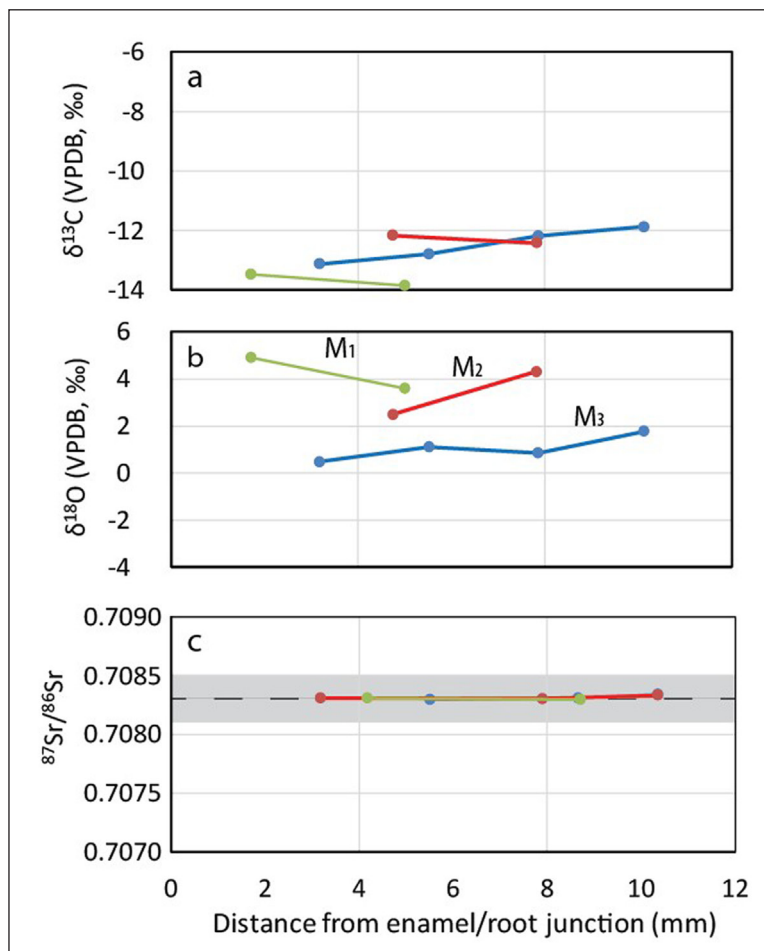 a
-6
-8
-10
-12
-14
δ¹³C (VPDB, ‰)
b
M₁
M₂
M₃
6
4
2
0
-2
-4
δ¹⁸O (VPDB, ‰)
c
0.7090
0.7085
0.7080
0.7075
0.7070
⁸⁷Sr/⁸⁶Sr
0 2 4 6 8 10 12
Distance from enamel/root junction (mm)